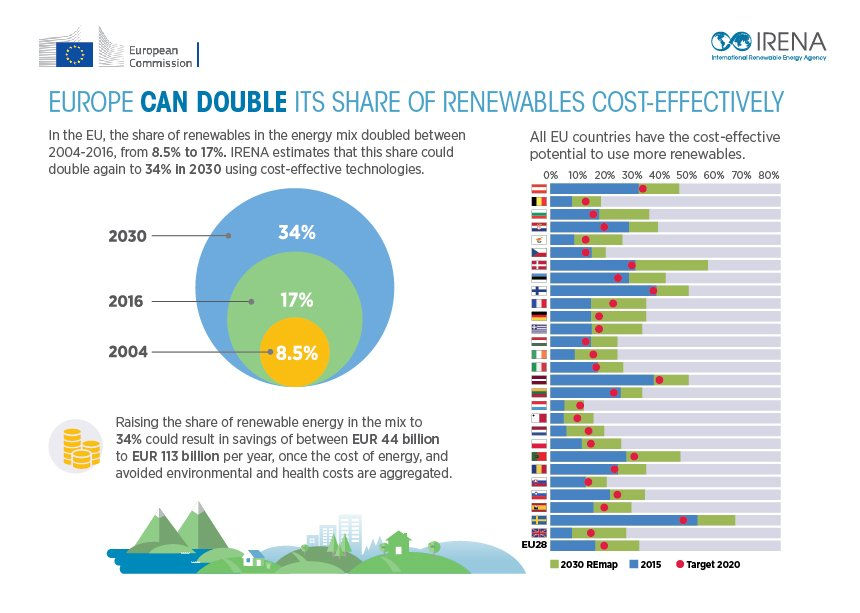 European
Commission
IRENA
International Renewable Energy Agency
EUROPE CAN DOUBLE ITS SHARE OF RENEWABLES COST-EFFECTIVELY
In the EU, the share of renewables in the energy mix doubled between
2004-2016, from 8.5% to 17%. IRENA estimates that this share could
double again to 34% in 2030 using cost-effective technologies.
2030
34%
2016
17%
2004
8.5%
Raising the share of renewable energy in the mix to
34% could result in savings of between EUR 44 billion
to EUR 113 billion per year, once the cost of energy, and
avoided environmental and health costs are aggregated.
All EU countries have the cost-effective
potential to use more renewables.
0% 10% 20% 30% 40% 50% 60% 70% 80%
EU28
2030 REmap 2015 Target 2020